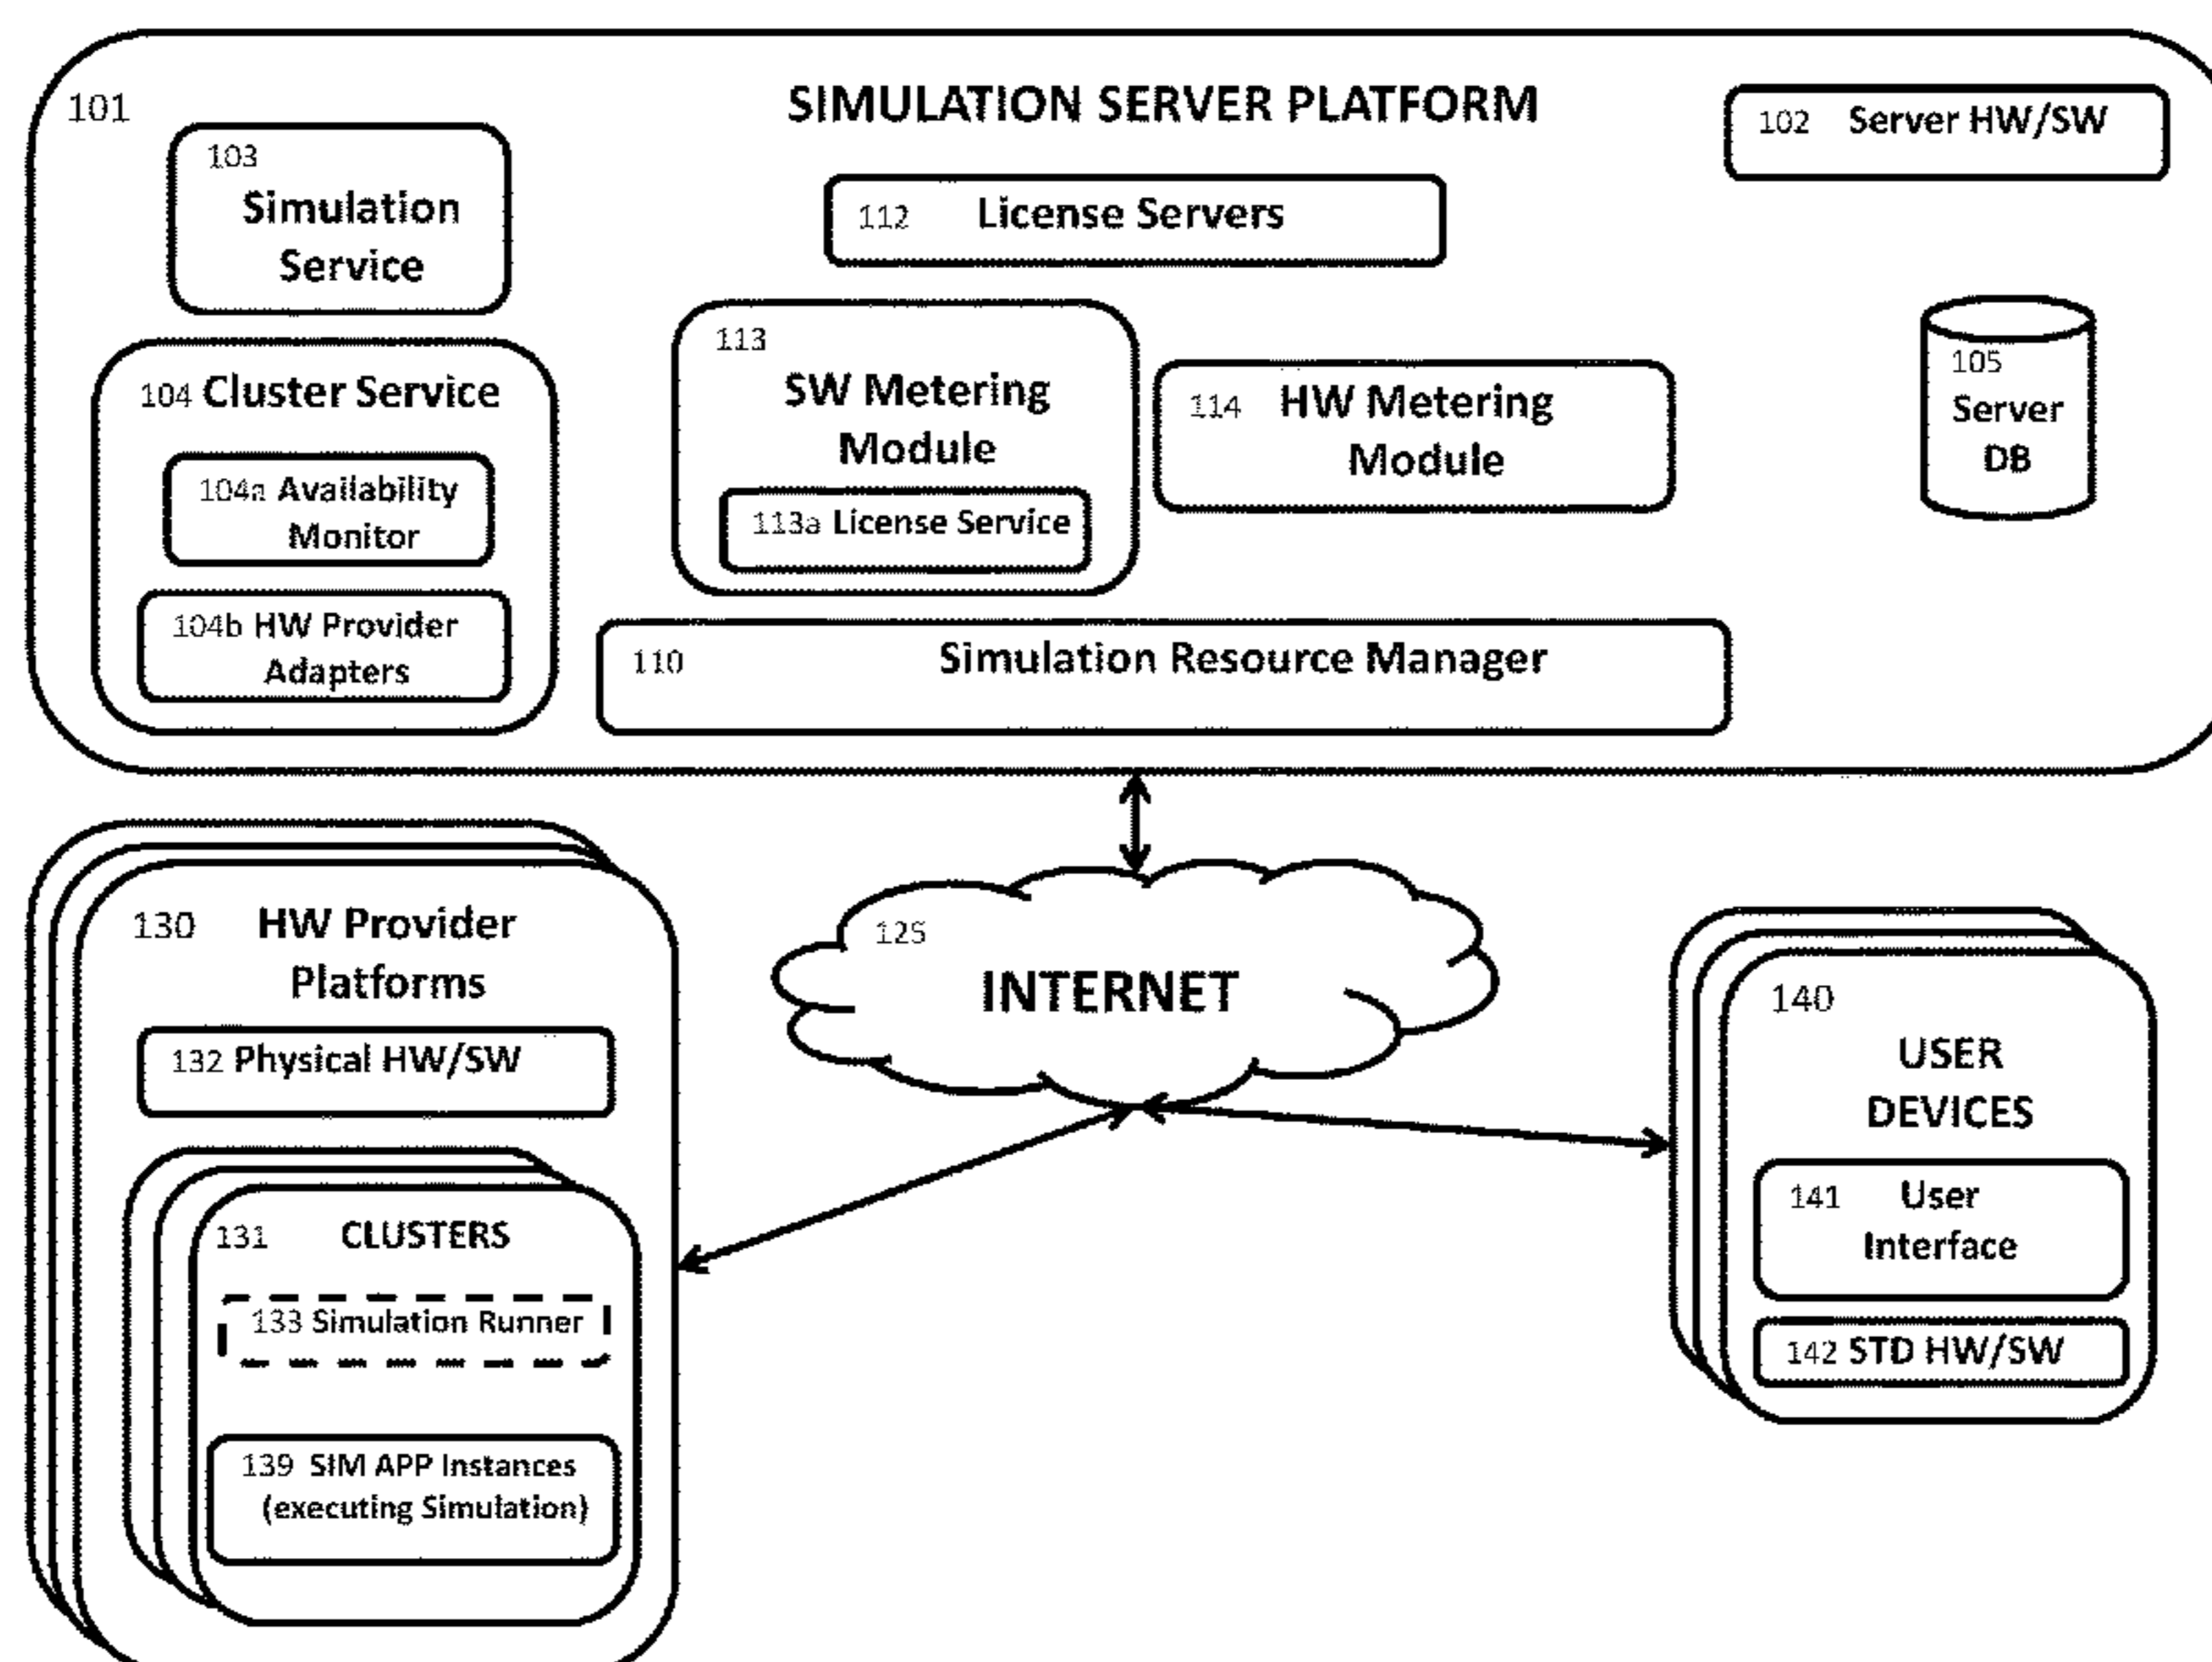 101
SIMULATION SERVER PLATFORM
102 Server HW/SW
103
Simulation
Service
112 License Servers
104 Cluster Service
104a Availability
Monitor
104b HW Provider
Adapters
113
SW Metering
Module
113a License Service
114 HW Metering
Module
105
Server
DB
110 Simulation Resource Manager
125
INTERNET
130 HW Provider
Platforms
132 Physical HW/SW
131 CLUSTERS
133 Simulation Runner
139 SIM APP Instances
(executing Simulation)
140
USER
DEVICES
141 User
Interface
142 STD HW/SW